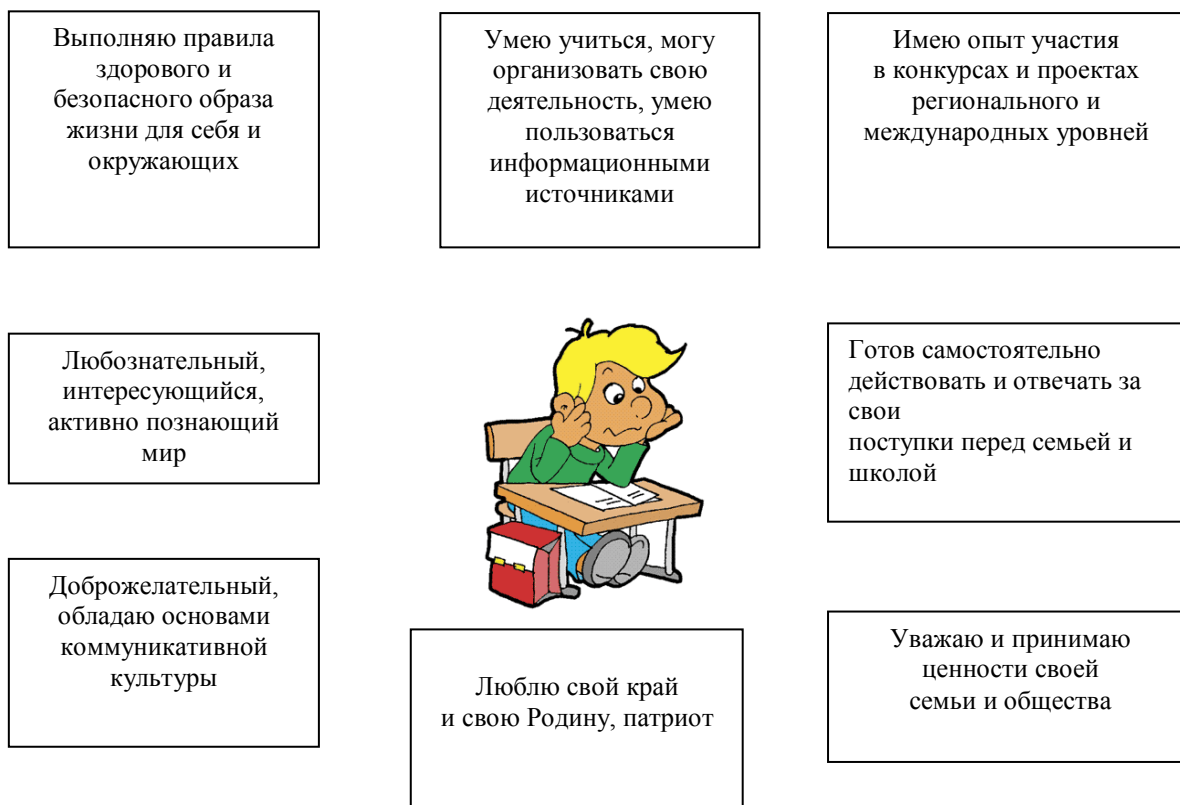 Выполняю правила
здорового и
безопасного образа
жизни для себя и
окружающих
Умею учиться, могу
организовать свою
деятельность, умею
пользоваться
информационными
источниками
Имею опыт участия
в конкурсах и проектах
регионального и
международных уровней
Любознательный,
интересующийся,
активно познающий
мир
Готов самостоятельно
действовать и отвечать за
свои
поступки перед семьей и
школой
Доброжелательный,
обладаю основами
коммуникативной
культуры
Люблю свой край
и свою Родину, патриот
Уважаю и принимаю
ценности своей
семьи и общества